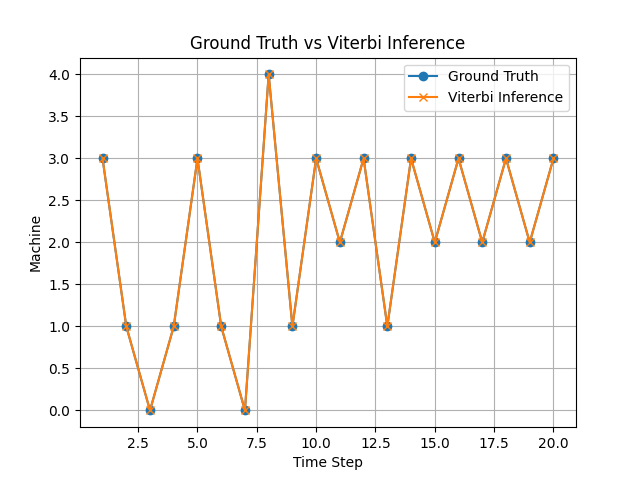 Ground Truth vs Viterbi Inference
Ground Truth
Viterbi Inference
4.0
3.5
3.0
2.5
2.0
1.5
1.0
0.5
0.0
Machine
2.5 5.0 7.5 10.0 12.5 15.0 17.5 20.0
Time Step